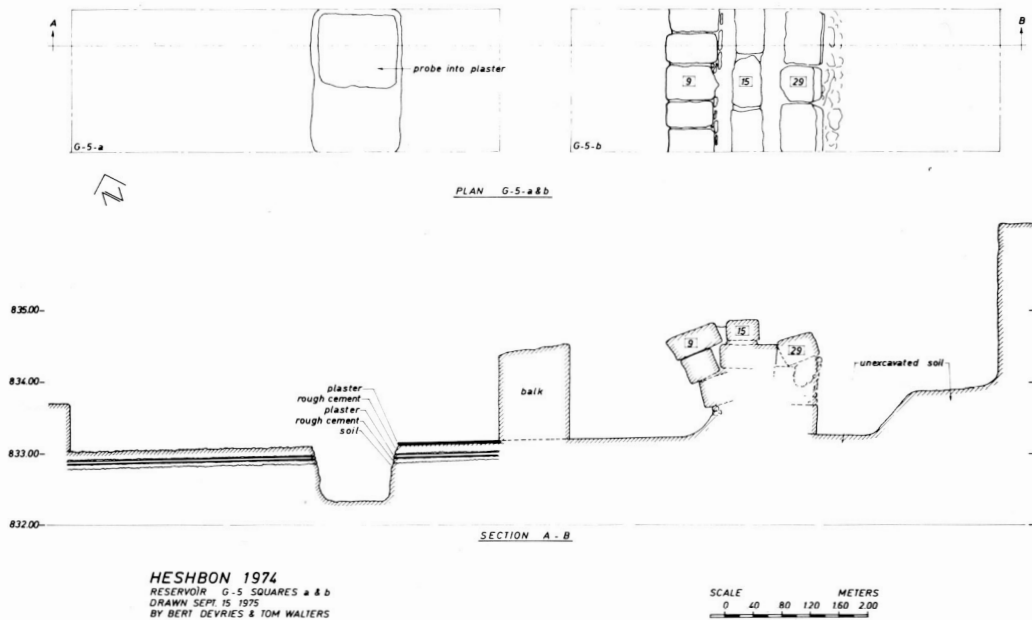 A
B
probe into plaster
9
15
29
G-5-a
G-5-b
PLAN G-5-a&b
N
835.00
834.00
833.00
832.00
plaster
rough cement
plaster
rough cement
soil
balk
9
15
29
unexcavated soil
SECTION A-B
HESHBON 1974
RESERVOIR G-5 SQUARES a & b
DRAWN SEPT. 15 1975
BY BERT DEVRIES & TOM WALTERS
SCALE METERS
0 40 80 120 160 2.00